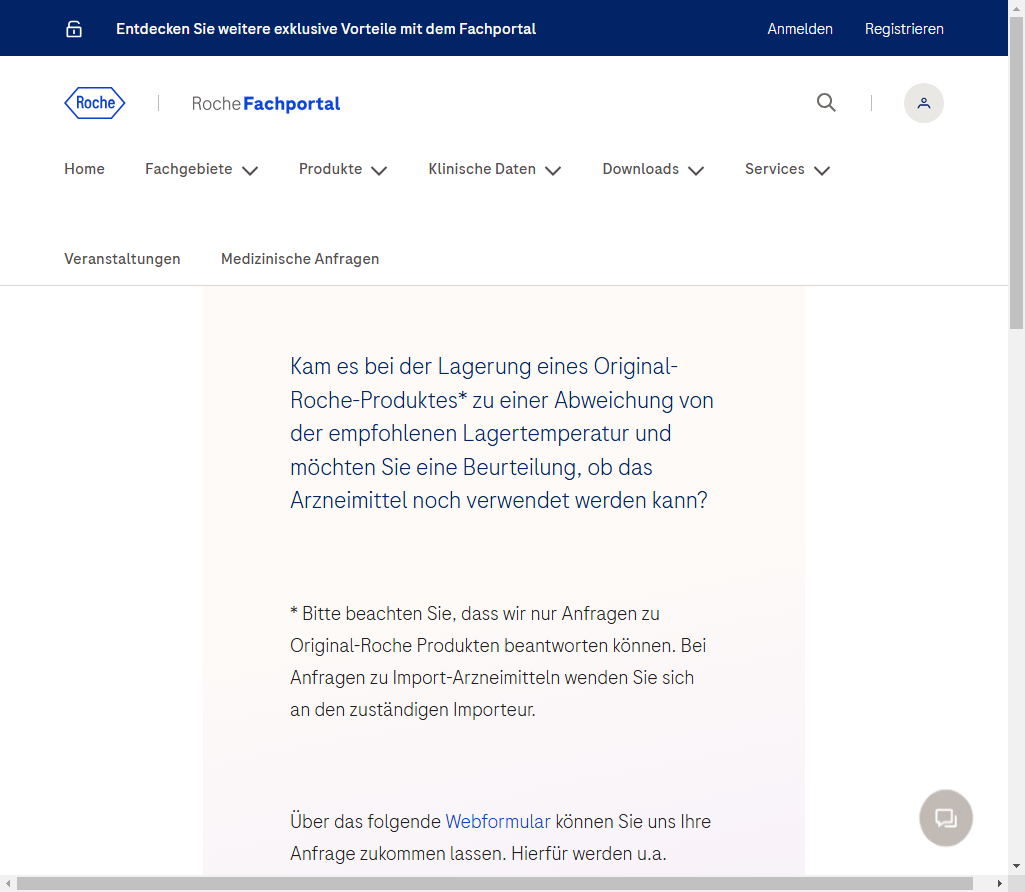 Entdecken Sie weitere exklusive Vorteile mit dem Fachportal
Anmelden
Registrieren
Roche
Roche Fachportal
Home
Fachgebiete
Produkte
Klinische Daten
Downloads
Services
Veranstaltungen
Medizinische Anfragen
Kam es bei der Lagerung eines Original-
Roche-Produktes* zu einer Abweichung von
der empfohlenen Lagertemperatur und
möchten Sie eine Beurteilung, ob das
Arzneimittel noch verwendet werden kann?
* Bitte beachten Sie, dass wir nur Anfragen zu
Original-Roche Produkten beantworten können. Bei
Anfragen zu Import-Arzneimitteln wenden Sie sich
an den zuständigen Importeur.
Über das folgende Webformular können Sie uns Ihre
Anfrage zukommen lassen. Hierfür werden u.a.